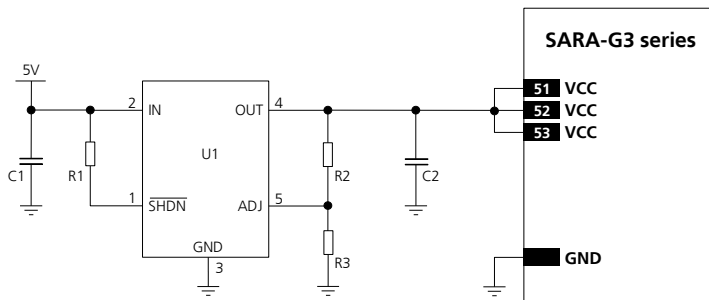 SARA-G3 series
5V
51 VCC
2 IN OUT 4
52 VCC
53 VCC
U1
C1 R1 R2 C2
1 SHDN ADJ 5
GND
3
R3
GND